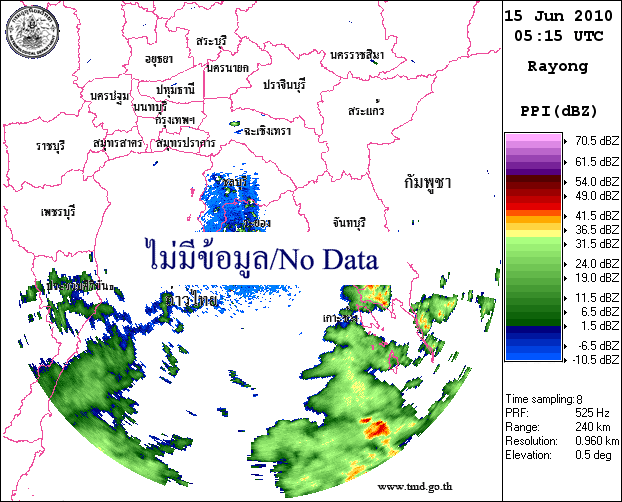 15 Jun 2010
05:15 UTC
Rayong
PPI(dBZ)
70.5 dBZ
61.5 dBZ
54.0 dBZ
49.0 dBZ
41.5 dBZ
36.5 dBZ
31.5 dBZ
24.0 dBZ
19.0 dBZ
11.5 dBZ
6.5 dBZ
1.5 dBZ
-6.5 dBZ
-10.5 dBZ
Time sampling: 8
PRF: 525 Hz
Range: 240 km
Resolution: 0.960 km
Elevation: 0.5 deg
สระบุรี
อยุธยา
นครนายก
นครราชสีมา
นครปฐม
ปทุมธานี
ปราจีนบุรี
นนทบุรี
กรุงเทพฯ
สระแก้ว
ฉะเชิงเทรา
ราชบุรี
สมุทรสาคร
สมุทรปราการ
ชลบุรี
กัมพูชา
เพชรบุรี
ระยอง
จันทบุรี
ไม่มีข้อมูล/No Data
ประจวบคีรีขันธ์
อ่าวไทย
www.tmd.go.th